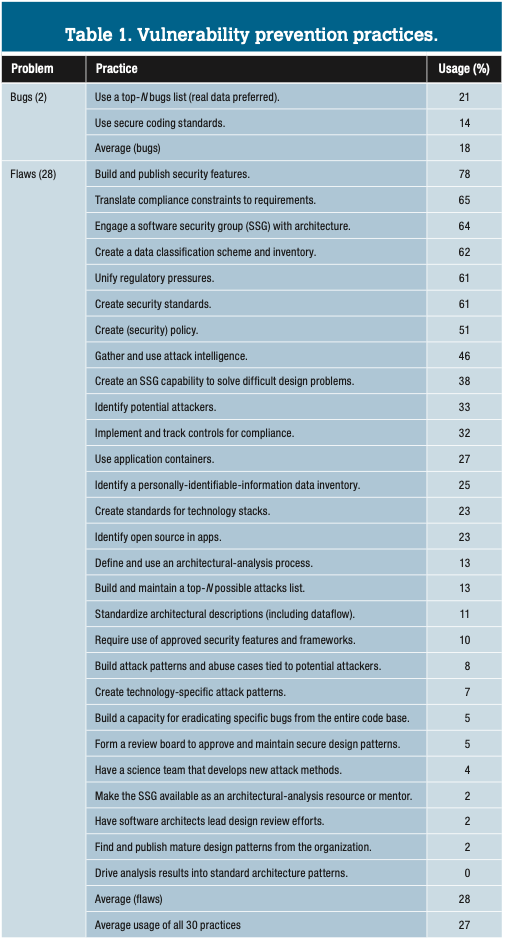 Table 1. Vulnerability prevention practices.
Problem Practice Usage (%)
Bugs (2) Use a top-N bugs list (real data preferred). 21
Use secure coding standards. 14
Average (bugs) 18
Flaws (28) Build and publish security features. 78
Translate compliance constraints to requirements. 65
Engage a software security group (SSG) with architecture. 64
Create a data classification scheme and inventory. 62
Unify regulatory pressures. 61
Create security standards. 61
Create (security) policy. 51
Gather and use attack intelligence. 46
Create an SSG capability to solve difficult design problems. 38
Identify potential attackers. 33
Implement and track controls for compliance. 32
Use application containers. 27
Identify a personally-identifiable-information data inventory. 25
Create standards for technology stacks. 23
Identify open source in apps. 23
Define and use an architectural-analysis process. 13
Build and maintain a top-N possible attacks list. 13
Standardize architectural descriptions (including dataflow). 11
Require use of approved security features and frameworks. 10
Build attack patterns and abuse cases tied to potential attackers. 8
Create technology-specific attack patterns. 7
Build a capacity for eradicating specific bugs from the entire code base. 5
Form a review board to approve and maintain secure design patterns. 5
Have a science team that develops new attack methods. 4
Make the SSG available as an architectural-analysis resource or mentor. 2
Have software architects lead design review efforts. 2
Find and publish mature design patterns from the organization. 2
Drive analysis results into standard architecture patterns. 0
Average (flaws) 28
Average usage of all 30 practices 27